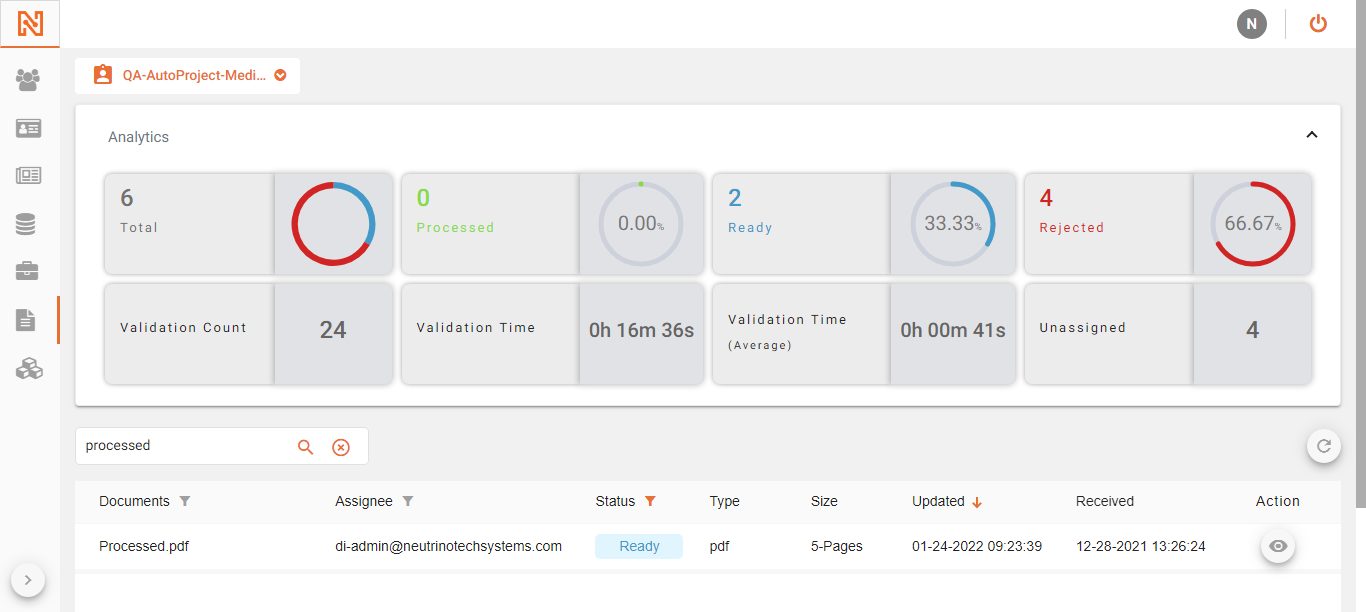 N
QA-AutoProject-Medi...
Analytics
6
Total
0
Processed
0.00%
2
Ready
33.33%
4
Rejected
66.67%
Validation Count
24
Validation Time
0h 16m 36s
Validation Time
(Average)
0h 00m 41s
Unassigned
4
processed
Documents Assignee Status Type Size Updated Received Action
Processed.pdf di-admin@neutrinotechsystems.com Ready pdf 5-Pages 01-24-2022 09:23:39 12-28-2021 13:26:24